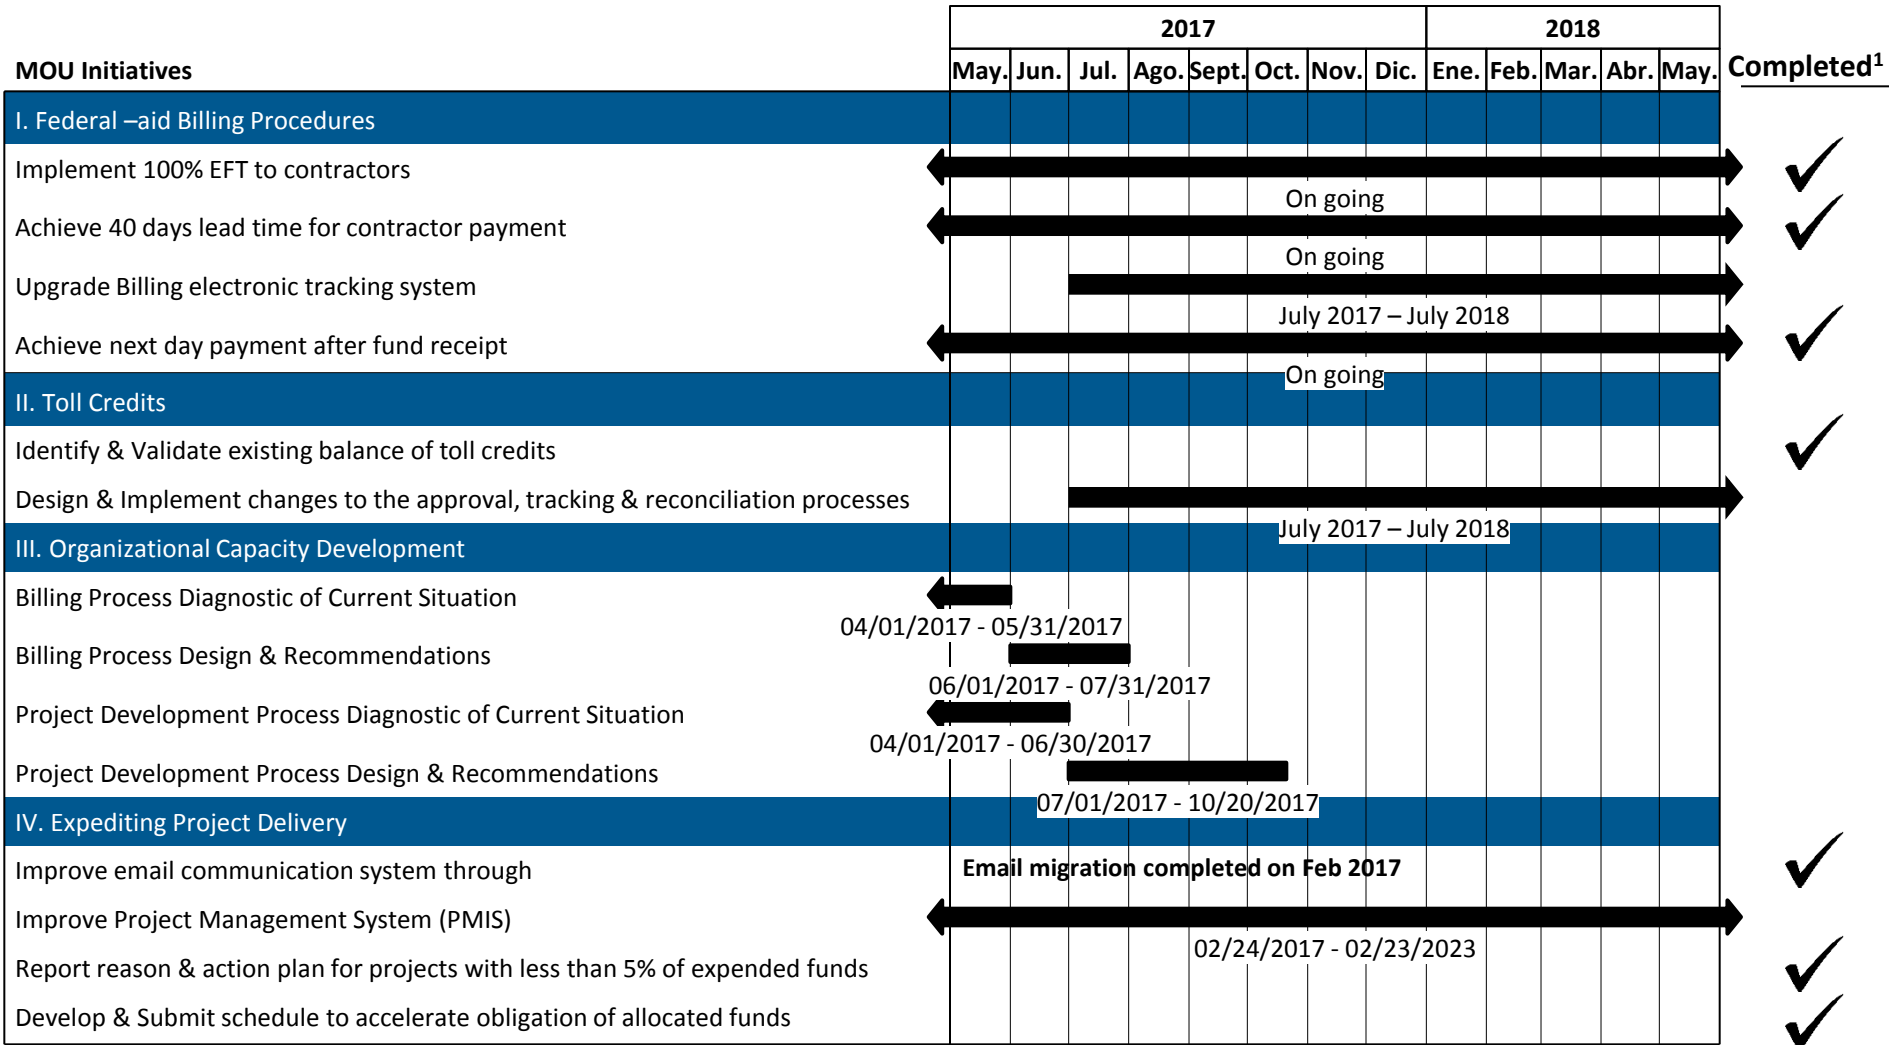 2017 2018
MOU Initiatives May. Jun. Jul. Ago. Sept. Oct. Nov. Dic. Ene. Feb. Mar. Abr. May. Completed¹
I. Federal –aid Billing Procedures
Implement 100% EFT to contractors
On going
Achieve 40 days lead time for contractor payment
On going
Upgrade Billing electronic tracking system
July 2017 – July 2018
Achieve next day payment after fund receipt
On going
II. Toll Credits
Identify & Validate existing balance of toll credits
Design & Implement changes to the approval, tracking & reconciliation processes
July 2017 – July 2018
III. Organizational Capacity Development
Billing Process Diagnostic of Current Situation
04/01/2017 - 05/31/2017
Billing Process Design & Recommendations
06/01/2017 - 07/31/2017
Project Development Process Diagnostic of Current Situation
04/01/2017 - 06/30/2017
Project Development Process Design & Recommendations
07/01/2017 - 10/20/2017
IV. Expediting Project Delivery
Improve email communication system through Email migration completed on Feb 2017
Improve Project Management System (PMIS)
02/24/2017 - 02/23/2023
Report reason & action plan for projects with less than 5% of expended funds
Develop & Submit schedule to accelerate obligation of allocated funds